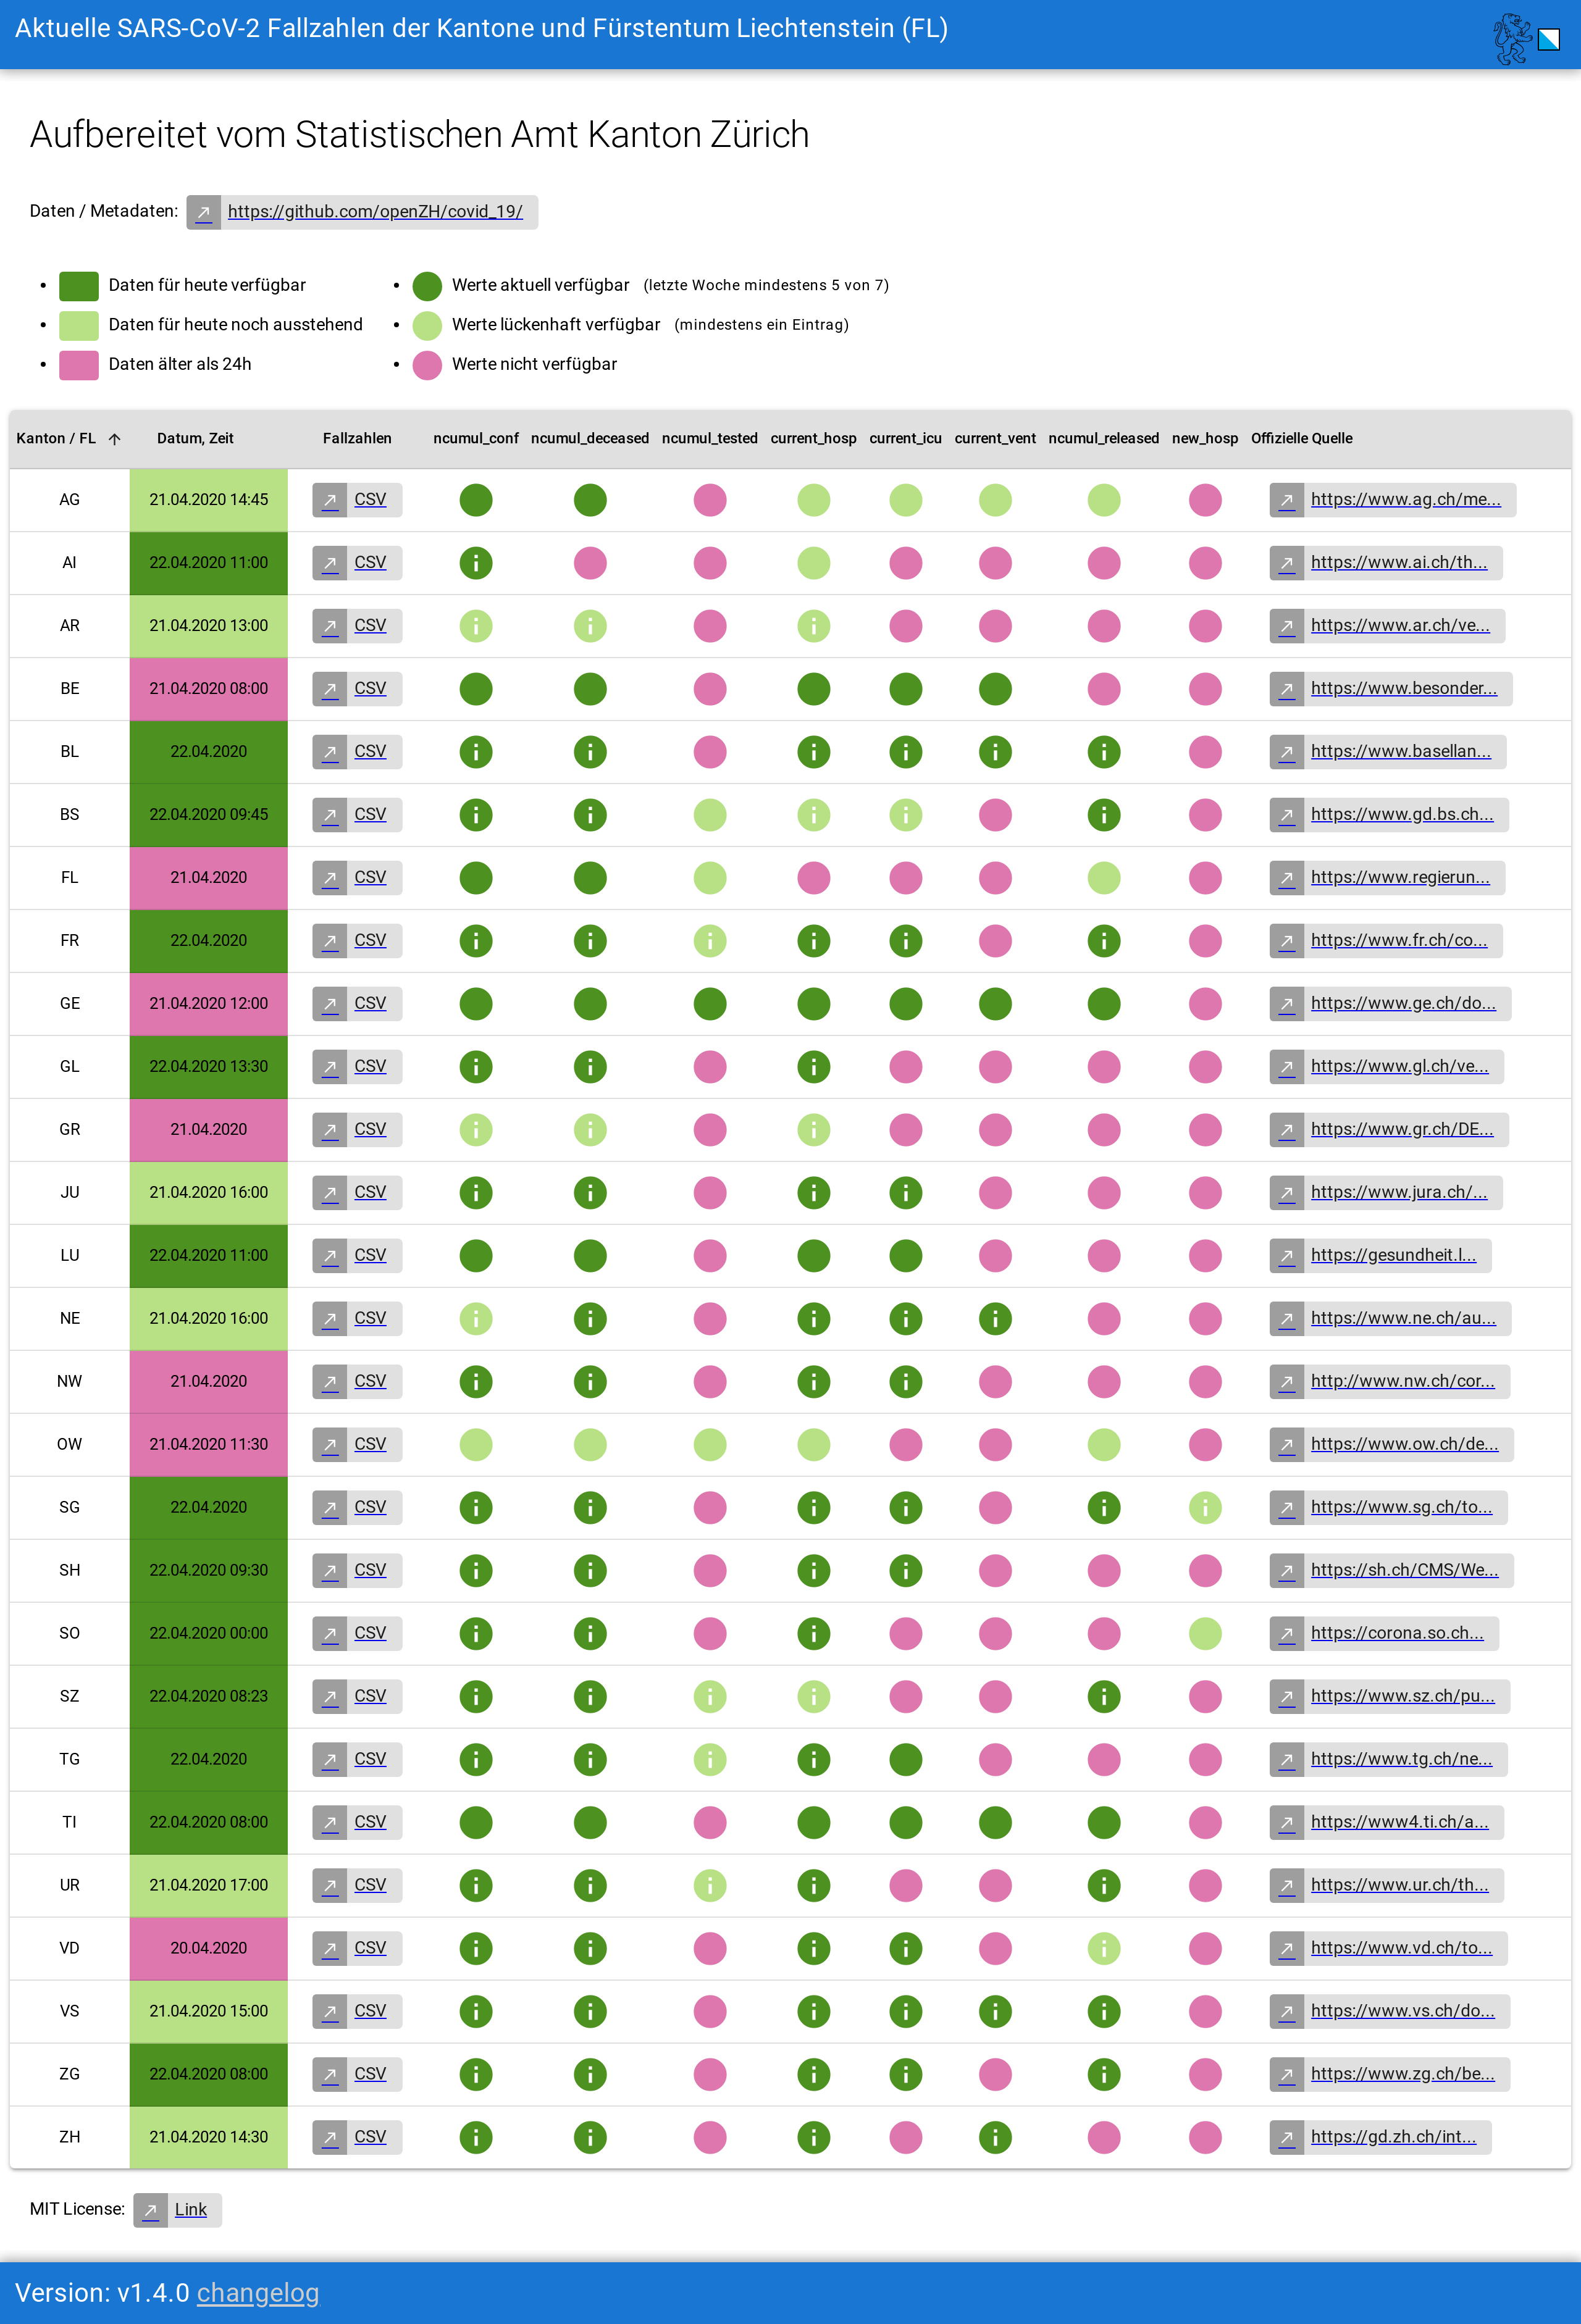 Aktuelle SARS-CoV-2 Fallzahlen der Kantone und Fürstentum Liechtenstein (FL)
Aufbereitet vom Statistischen Amt Kanton Zürich
Daten / Metadaten: https://github.com/openZH/covid_19/
Daten für heute verfügbar
Daten für heute noch ausstehend
Daten älter als 24h
Werte aktuell verfügbar (letzte Woche mindestens 5 von 7)
Werte lückenhaft verfügbar (mindestens ein Eintrag)
Werte nicht verfügbar
Kanton / FL Datum, Zeit Fallzahlen ncumul_conf ncumul_deceased ncumul_tested current_hosp current_icu current_vent ncumul_released new_hosp Offizielle Quelle
AG 21.04.2020 14:45 CSV https://www.ag.ch/me...
AI 22.04.2020 11:00 CSV i https://www.ai.ch/th...
AR 21.04.2020 13:00 CSV i i i https://www.ar.ch/ve...
BE 21.04.2020 08:00 CSV https://www.besonder...
BL 22.04.2020 CSV i i i i i i https://www.basellan...
BS 22.04.2020 09:45 CSV i i i i i https://www.gd.bs.ch...
FL 21.04.2020 CSV https://www.regierun...
FR 22.04.2020 CSV i i i i i i https://www.fr.ch/co...
GE 21.04.2020 12:00 CSV https://www.ge.ch/do...
GL 22.04.2020 13:30 CSV i i i https://www.gl.ch/ve...
GR 21.04.2020 CSV i i i https://www.gr.ch/DE...
JU 21.04.2020 16:00 CSV i i i i https://www.jura.ch/...
LU 22.04.2020 11:00 CSV https://gesundheit.l...
NE 21.04.2020 16:00 CSV i i i i i https://www.ne.ch/au...
NW 21.04.2020 CSV i i i i http://www.nw.ch/cor...
OW 21.04.2020 11:30 CSV https://www.ow.ch/de...
SG 22.04.2020 CSV i i i i i i https://www.sg.ch/to...
SH 22.04.2020 09:30 CSV i i i i https://sh.ch/CMS/We...
SO 22.04.2020 00:00 CSV i i i https://corona.so.ch...
SZ 22.04.2020 08:23 CSV i i i i i https://www.sz.ch/pu...
TG 22.04.2020 CSV i i i i https://www.tg.ch/ne...
TI 22.04.2020 08:00 CSV https://www4.ti.ch/a...
UR 21.04.2020 17:00 CSV i i i i i https://www.ur.ch/th...
VD 20.04.2020 CSV i i i i i https://www.vd.ch/to...
VS 21.04.2020 15:00 CSV i i i i i i https://www.vs.ch/do...
ZG 22.04.2020 08:00 CSV i i i i i https://www.zg.ch/be...
ZH 21.04.2020 14:30 CSV i i i i https://gd.zh.ch/int...
MIT License: Link
Version: v1.4.0 changelog